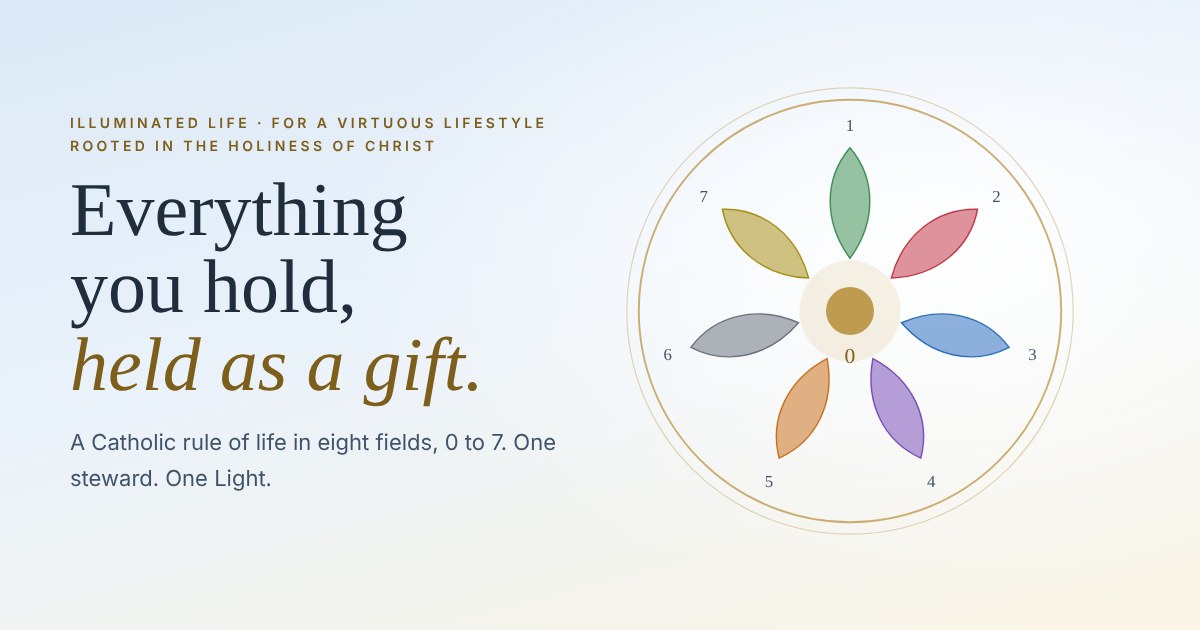 ILLUMINATED LIFE · FOR A VIRTUOUS LIFESTYLE
ROOTED IN THE HOLINESS OF CHRIST
Everything
you hold,
held as a gift.
A Catholic rule of life in eight fields, 0 to 7. One
steward. One Light.
1
2
3
4
5
6
7
0